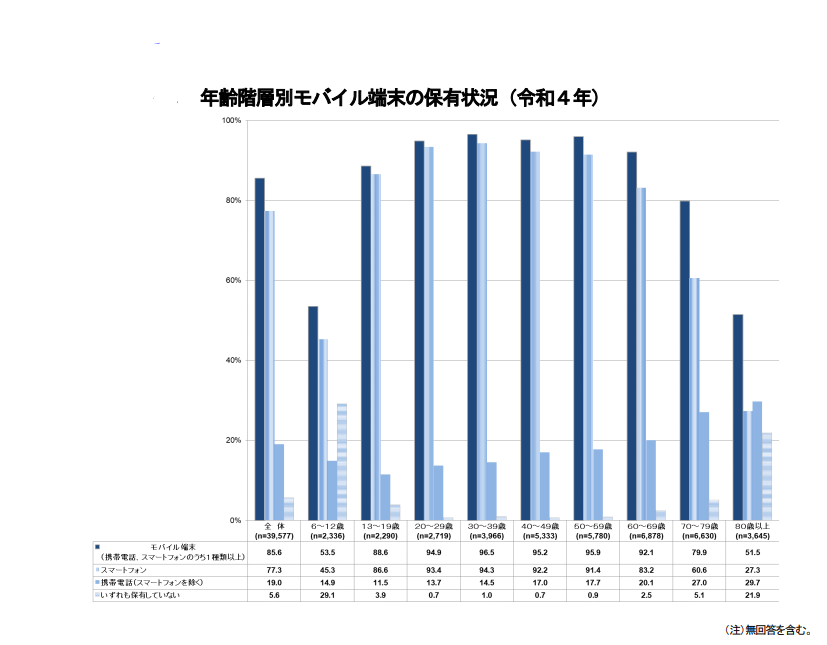 年齢階層別モバイル端末の保有状況（令和４年）
100%
80%
60%
40%
20%
0%
全 体 6～12歳 13～19歳 20～29歳 30～39歳 40～49歳 50～59歳 60～69歳 70～79歳 80歳以上
(n=39,577) (n=2,336) (n=2,290) (n=2,719) (n=3,966) (n=5,333) (n=5,780) (n=6,878) (n=6,630) (n=3,645)
モバイル端末
（携帯電話、スマートフォンのうち１種類以上） 85.6 53.5 88.6 94.9 96.5 95.2 95.9 92.1 79.9 51.5
スマートフォン 77.3 45.3 86.6 93.4 94.3 92.2 91.4 83.2 60.6 27.3
携帯電話(スマートフォンを除く) 19.0 14.9 11.5 13.7 14.5 17.0 17.7 20.1 27.0 29.7
いずれも保有していない 5.6 29.1 3.9 0.7 1.0 0.7 0.9 2.5 5.1 21.9
（注）無回答を含む。